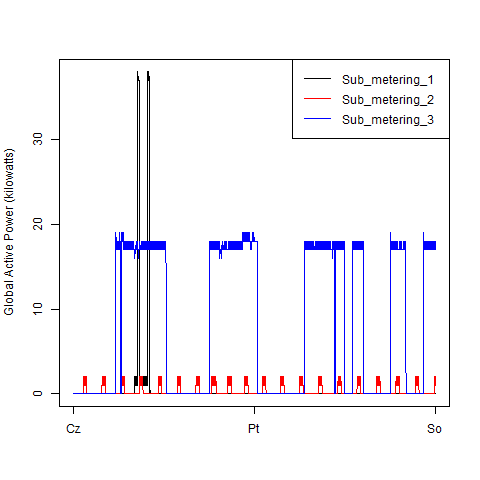 Sub_metering_1
Sub_metering_2
Sub_metering_3
Global Active Power (kilowatts)
30
20
10
0
Cz Pt So